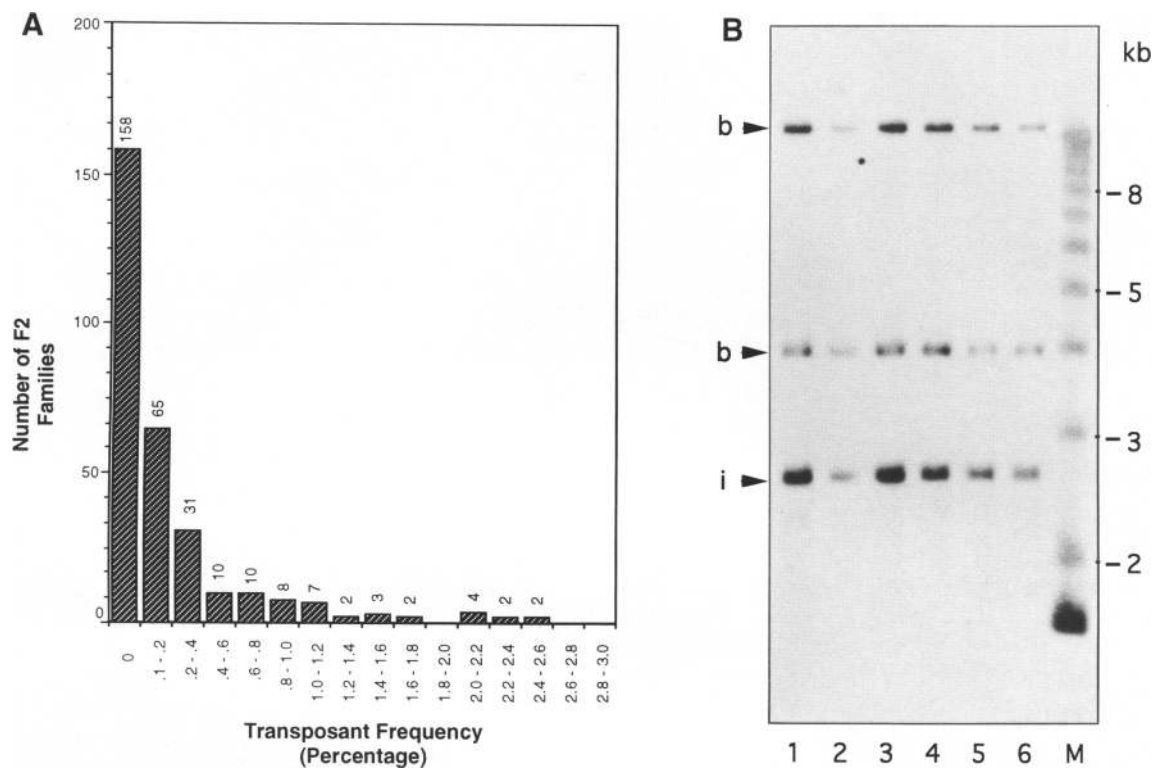 A
200
150
100
50
0
Number of F2
Families
158
65
31
10
10
8
7
2
3
2
4
2
2
0
.1 - .2
.2 - .4
.4 - .6
.6 - .8
.8 - 1.0
1.0 - 1.2
1.2 - 1.4
1.4 - 1.6
1.6 - 1.8
1.8 - 2.0
2.0 - 2.2
2.2 - 2.4
2.4 - 2.6
2.6 - 2.8
2.8 - 3.0
Transposant Frequency
(Percentage)
B
kb
b
b
i
8
5
3
2
1 2 3 4 5 6 M